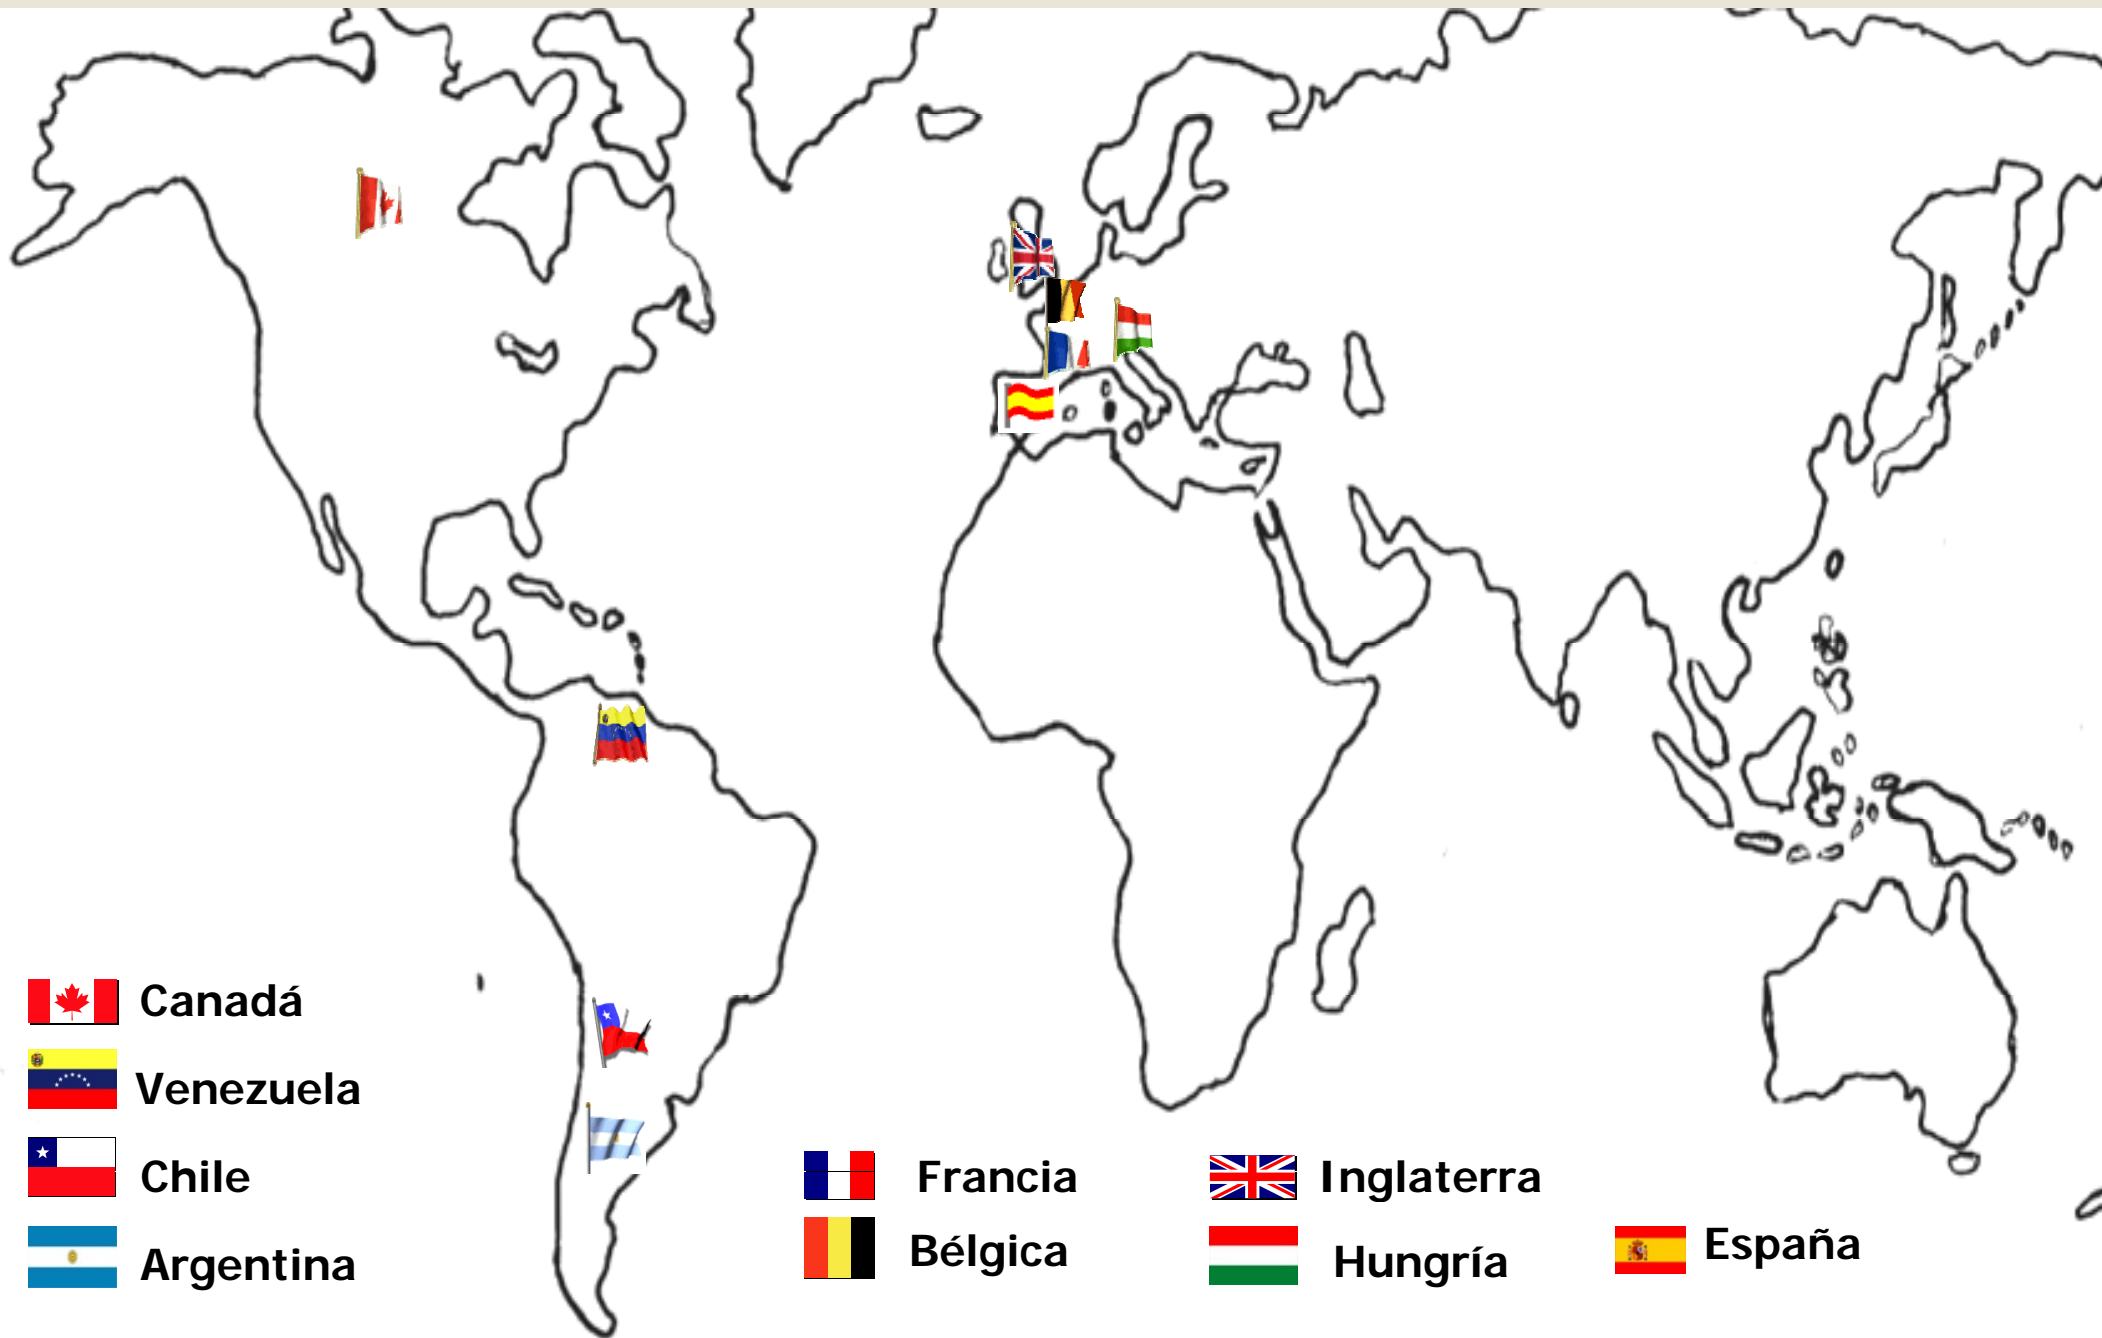 Canadá
Venezuela
Chile
Argentina
Francia
Bélgica
Inglaterra
Hungría
España